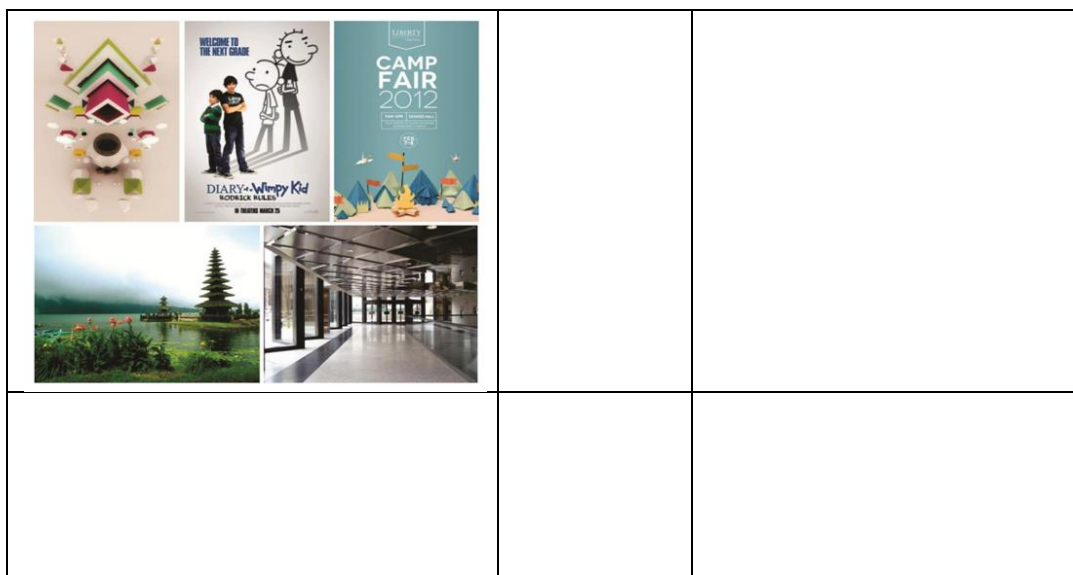 WELCOME TO
THE NEXT GRADE
DIARY of a Wimpy Kid
RODRICK RULES
IN THEATERS MARCH 25
LIBERTY
CAMP
FAIR
2012